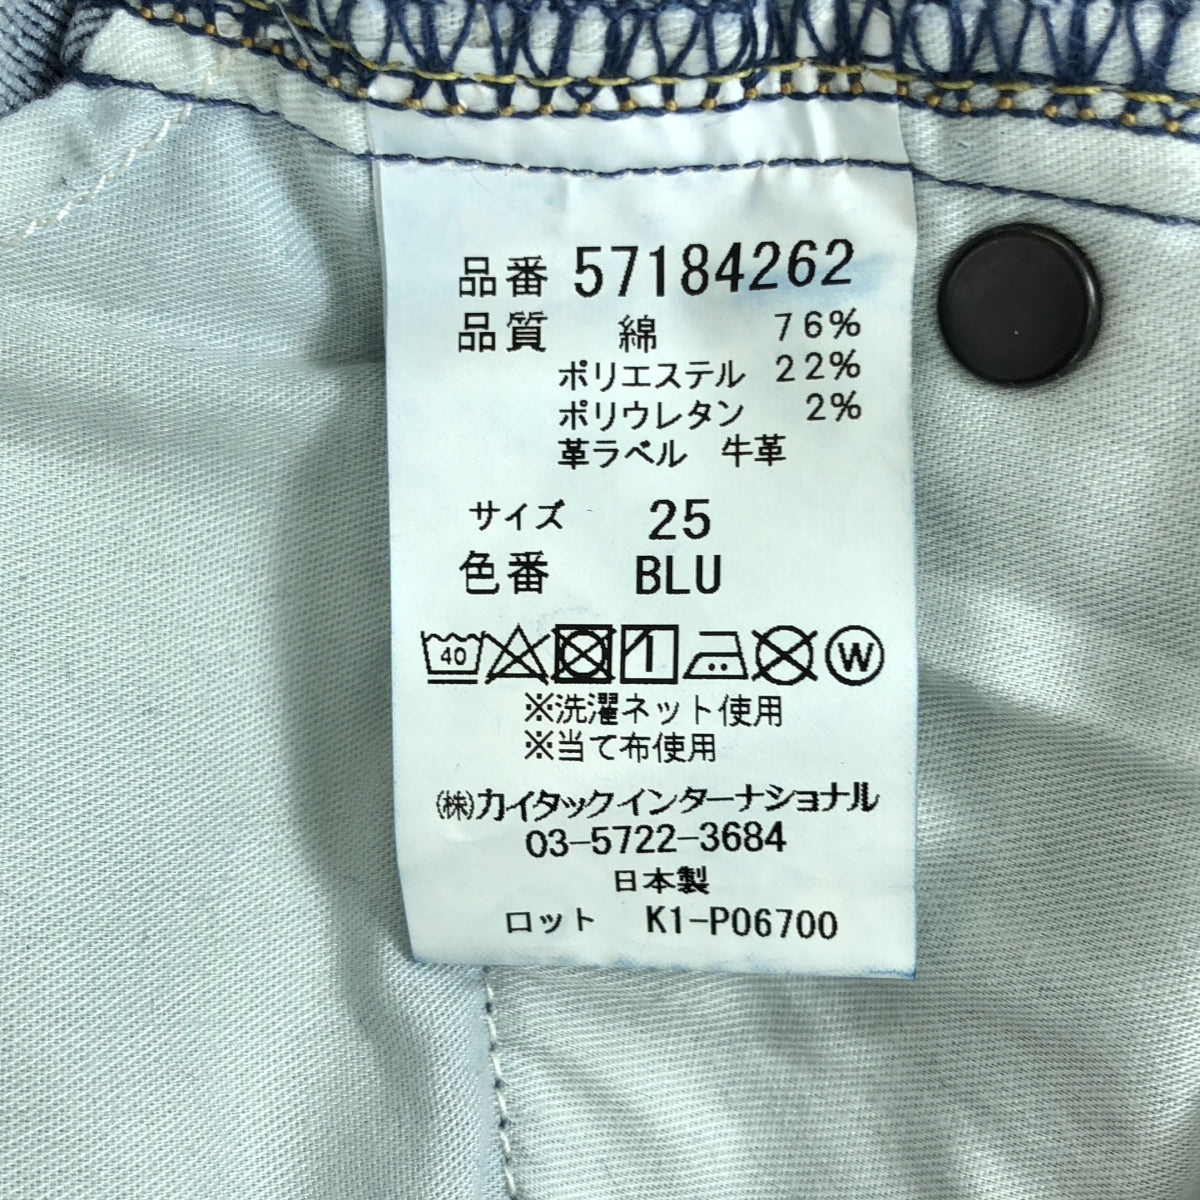 品番 57184262
品質 綿 76%
ポリエステル 22%
ポリウレタン 2%
革ラベル 牛革
サイズ 25
色番 BLU
40 W
※洗濯ネット使用
※当て布使用
㈱カイタックインターナショナル
03-5722-3684
日本製
ロット K1-P06700